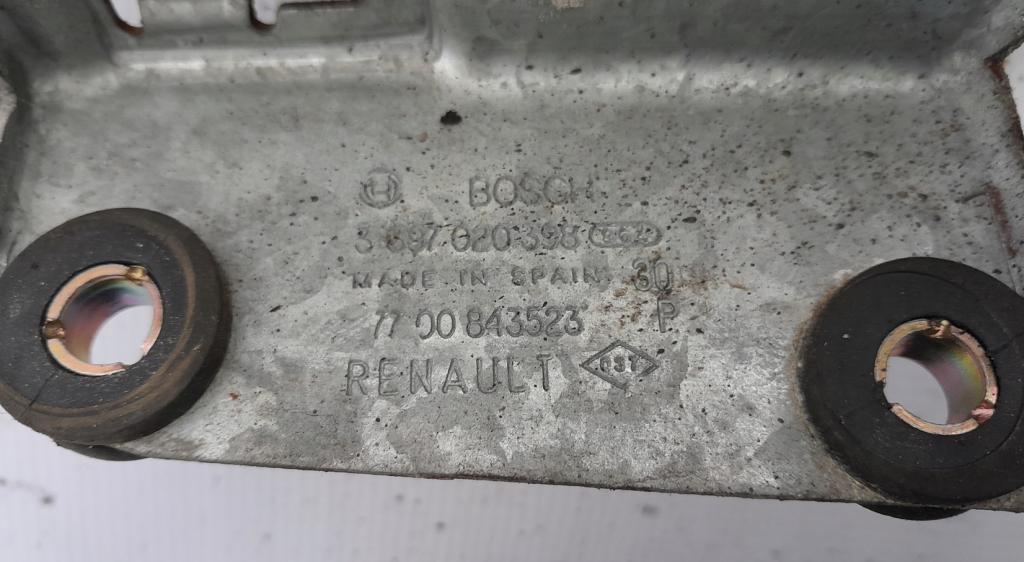 BOSCH
3 397 020 398
MADE IN SPAIN 30
77 00 843523 P
RENAULT